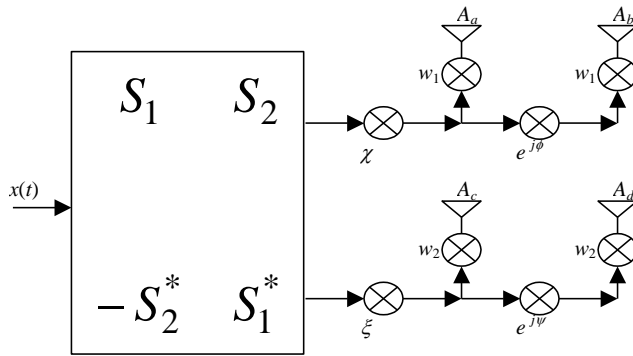 A_a A_b
w_1 w_1
S_1 S_2
χ e^{jϕ}
x(t)
A_c A_d
w_2 w_2
-S_2^* S_1^*
ξ e^{jψ}